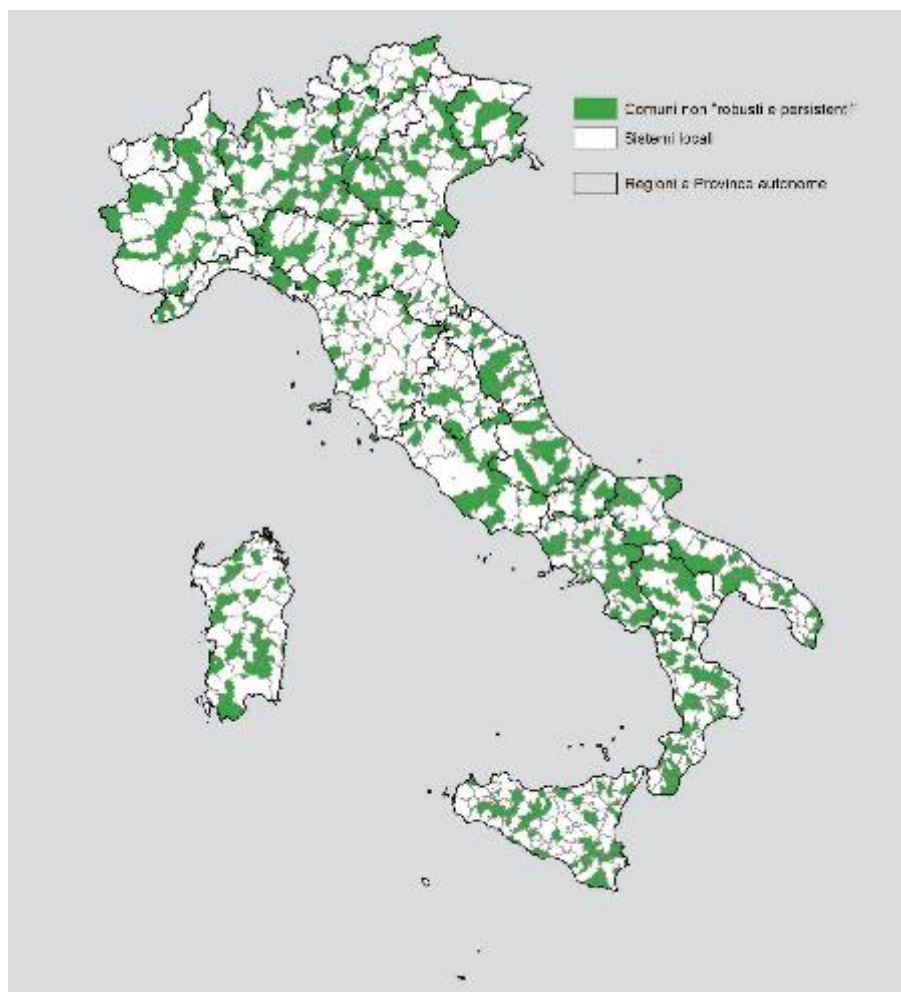 Comuni non "robusti e persistenti"
Sistemi locali
Regioni e Province autonome